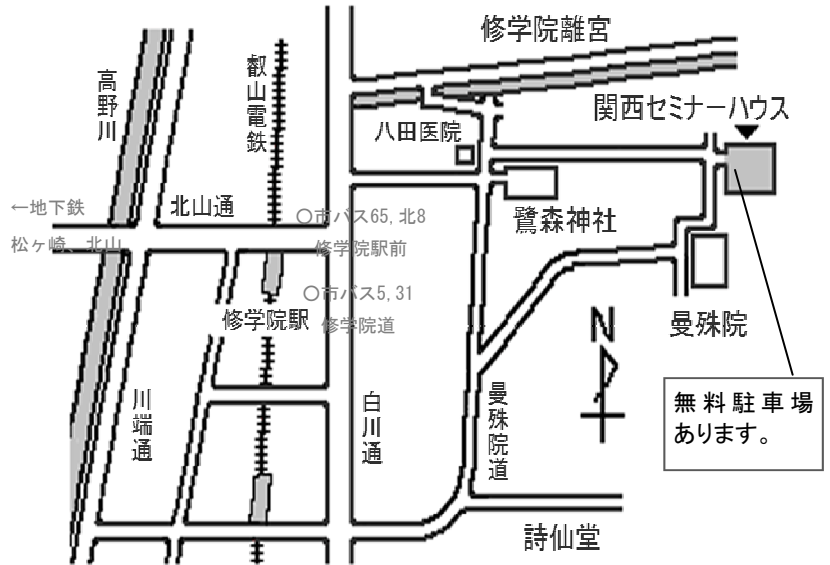 修学院離宮
高野川
叡山電鉄
関西セミナーハウス
八田医院
←地下鉄
松ヶ崎、北山
北山通
○市バス65,北8
修学院駅前
鷺森神社
○市バス5,31
修学院道
修学院駅
曼殊院
N
川端通
白川通
曼殊院道
無料駐車場
あります。
詩仙堂